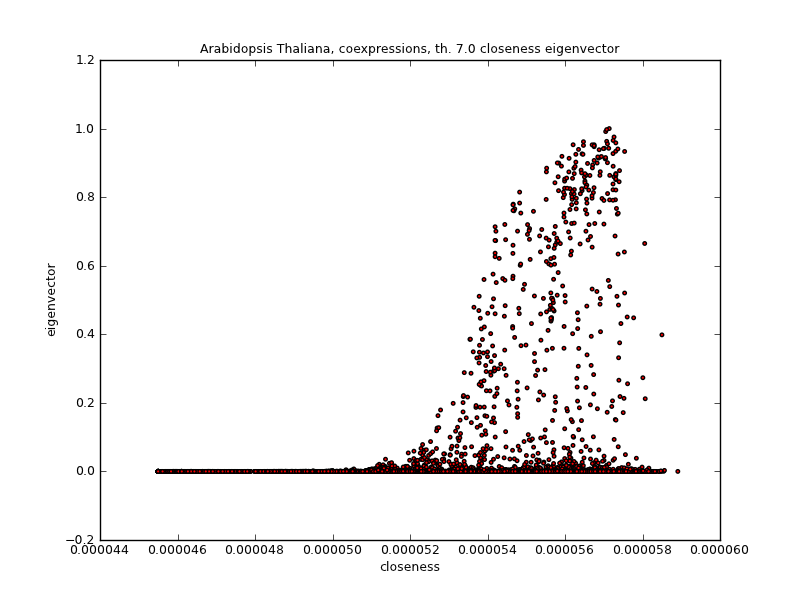 Arabidopsis Thaliana, coexpressions, th. 7.0 closeness eigenvector
1.2
1.0
0.8
0.6
0.4
0.2
0.0
−0.2
eigenvector
0.000044 0.000046 0.000048 0.000050 0.000052 0.000054 0.000056 0.000058 0.000060
closeness